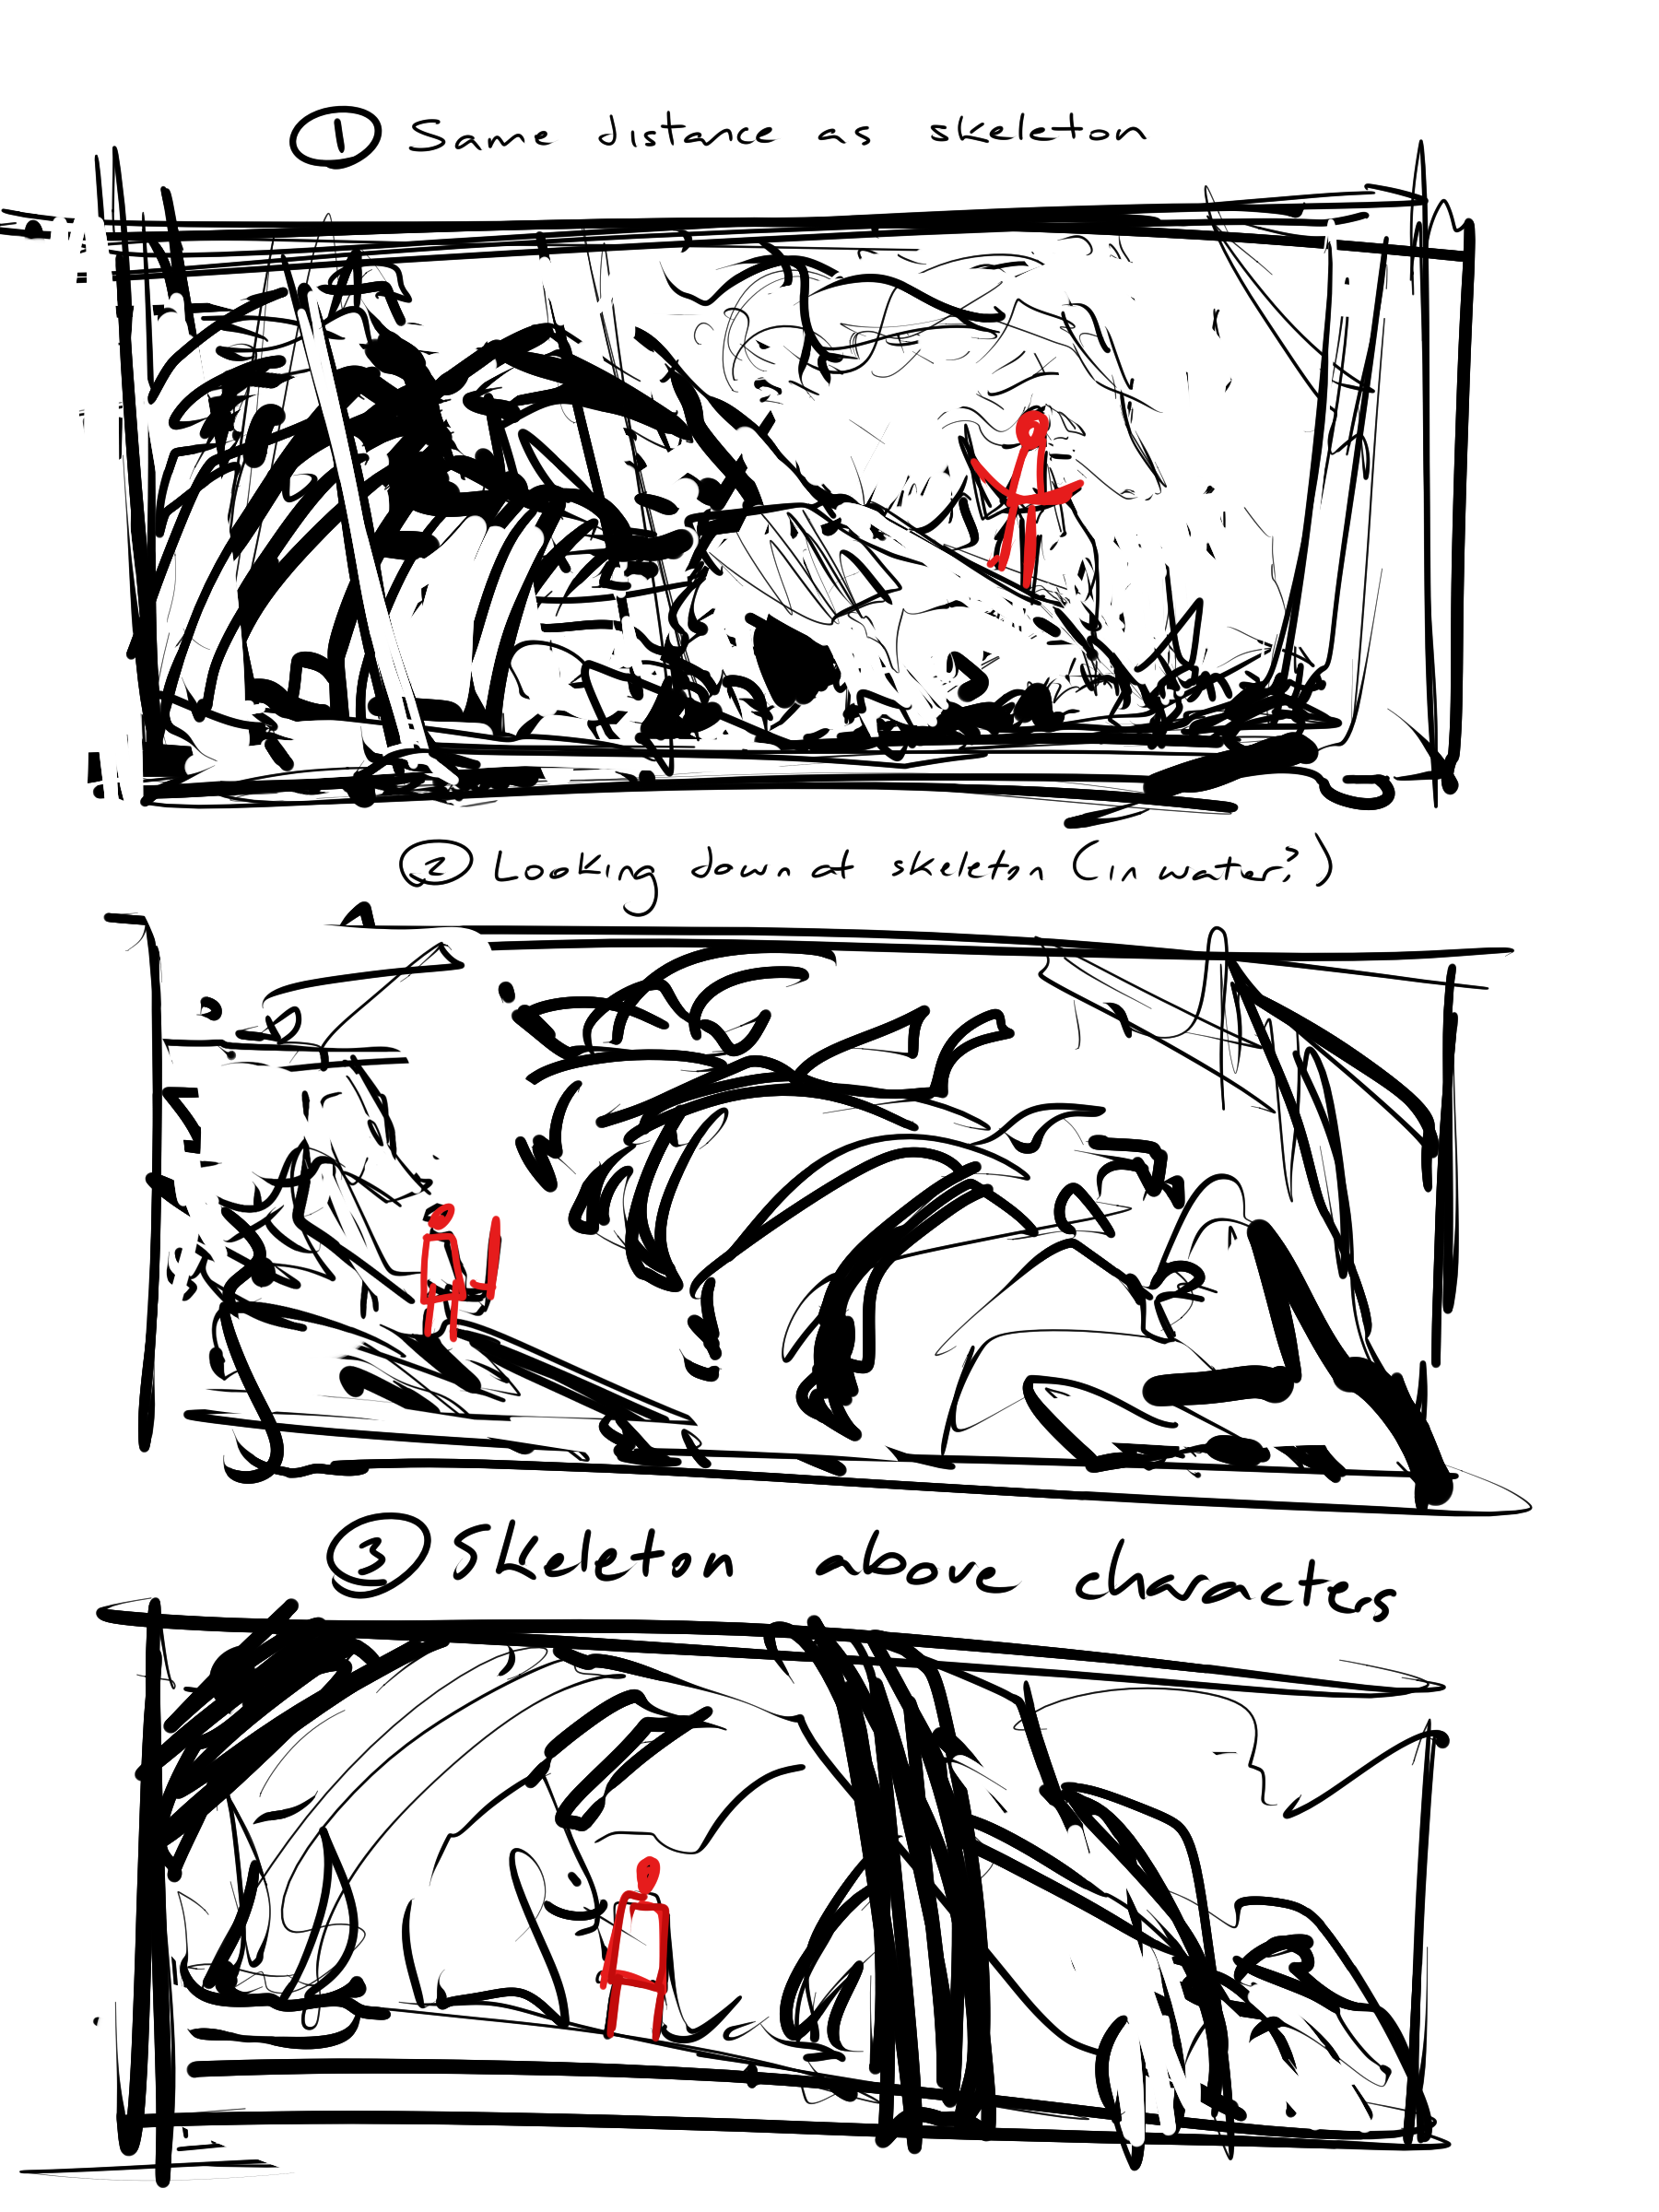 1 Same distance as skeleton
2 Looking down at skeleton (in water?)
3 Skeleton above characters